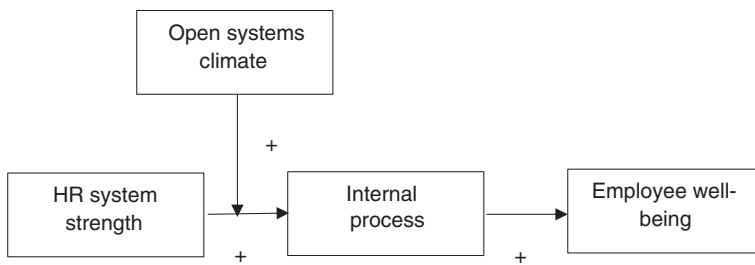 Open systems
climate
+
HR system
strength
Internal
process
Employee well-
being
+
+